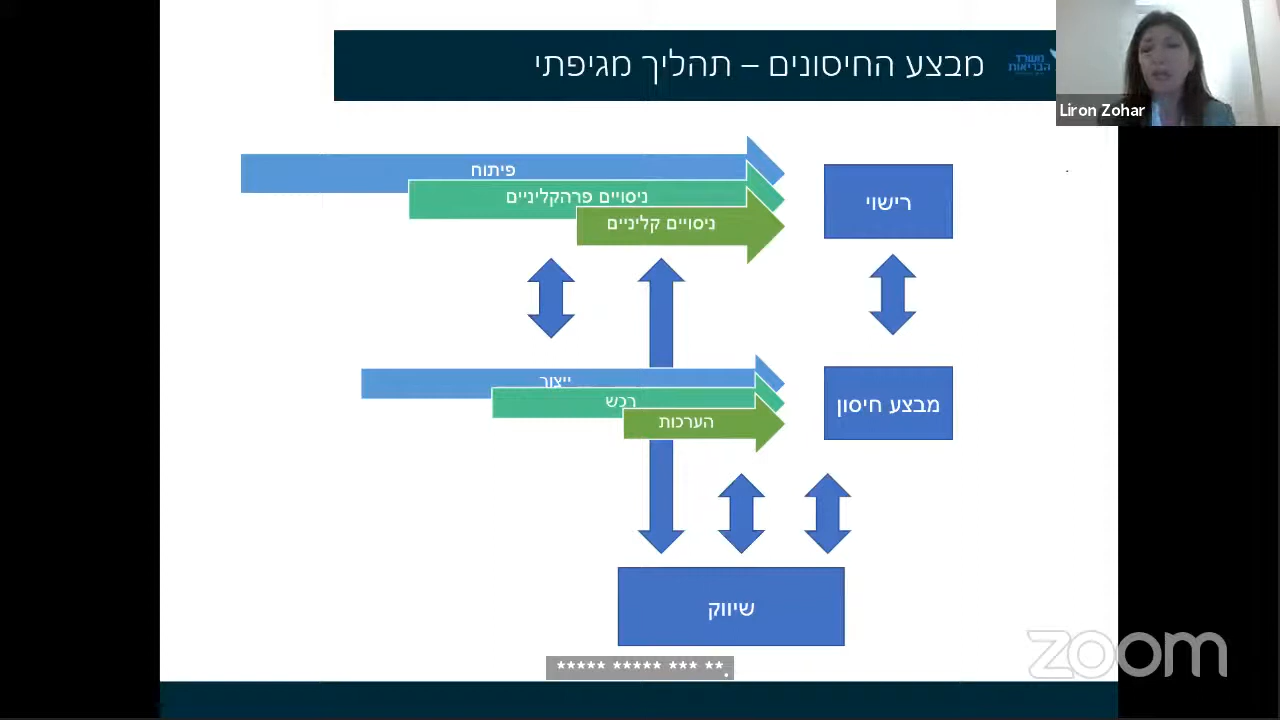 מבצע החיסונים – תהליך מגיפתי
משרד
הבריאות
Liron Zohar
פיתוח
ניסויים פרהקליניים
ניסויים קליניים
רישוי
ייצור
רכש
הערכות
מבצע חיסון
שיווק
***** ***** *** **.
zoom